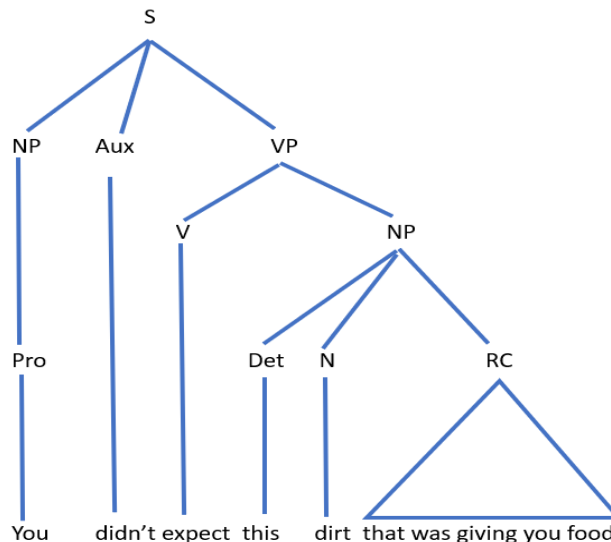 S
NP Aux VP
V NP
Pro Det N RC
You didn't expect this dirt that was giving you food